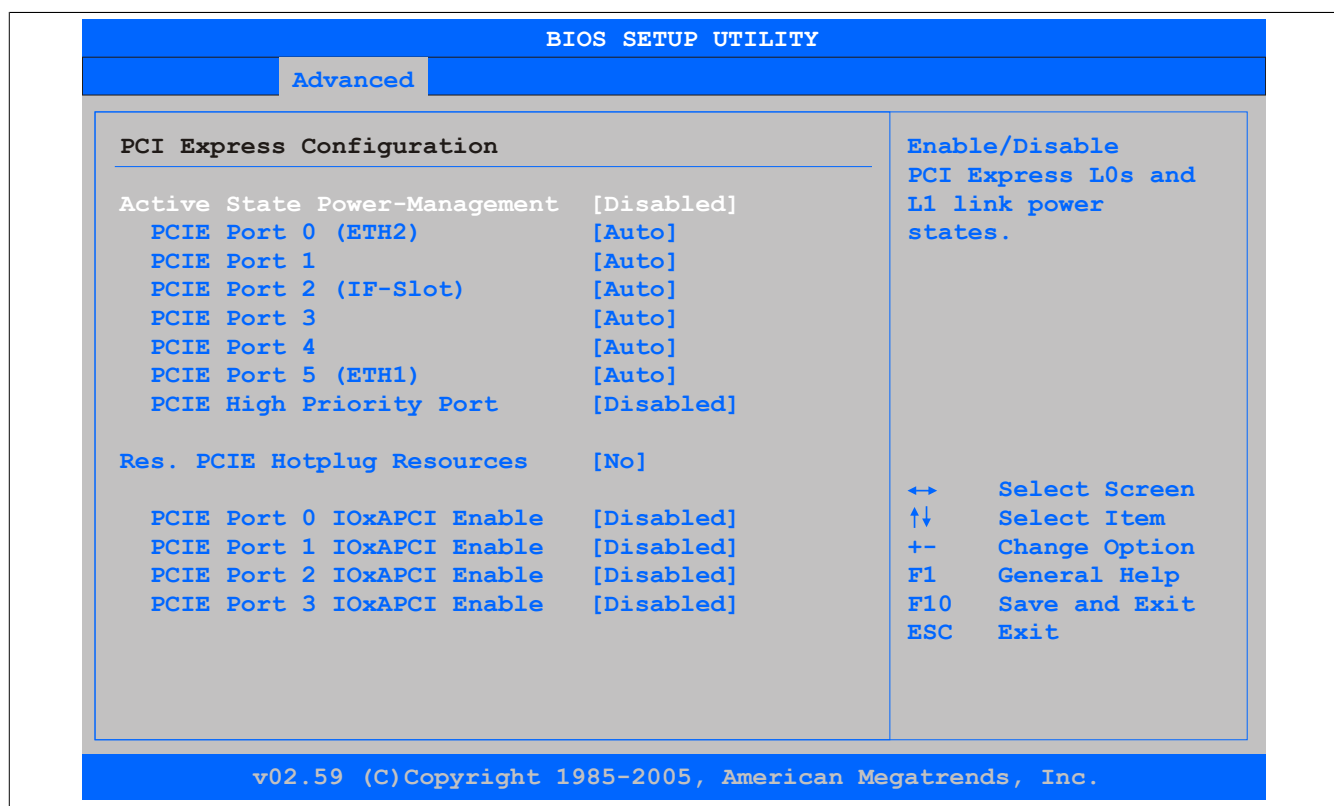 BIOS SETUP UTILITY
Advanced
PCI Express Configuration
Active State Power-Management [Disabled]
PCIE Port 0 (ETH2) [Auto]
PCIE Port 1 [Auto]
PCIE Port 2 (IF-Slot) [Auto]
PCIE Port 3 [Auto]
PCIE Port 4 [Auto]
PCIE Port 5 (ETH1) [Auto]
PCIE High Priority Port [Disabled]
Res. PCIE Hotplug Resources [No]
PCIE Port 0 IOxAPCI Enable [Disabled]
PCIE Port 1 IOxAPCI Enable [Disabled]
PCIE Port 2 IOxAPCI Enable [Disabled]
PCIE Port 3 IOxAPCI Enable [Disabled]
Enable/Disable
PCI Express L0s and
L1 link power
states.
↔ Select Screen
↑↓ Select Item
+- Change Option
F1 General Help
F10 Save and Exit
ESC Exit
v02.59 (C)Copyright 1985-2005, American Megatrends, Inc.